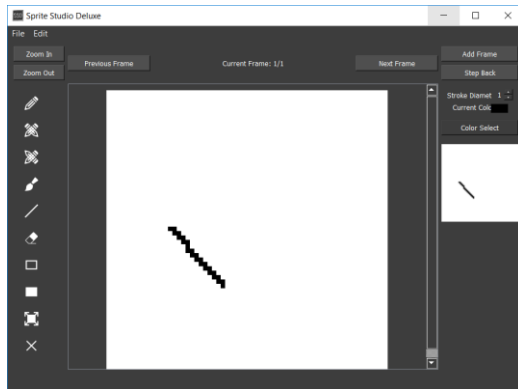 Sprite Studio Deluxe
File Edit
Zoom In
Zoom Out
Previous Frame
Current Frame: 1/1
Next Frame
Add Frame
Step Back
Stroke Diamet 1
Current Colo
Color Select